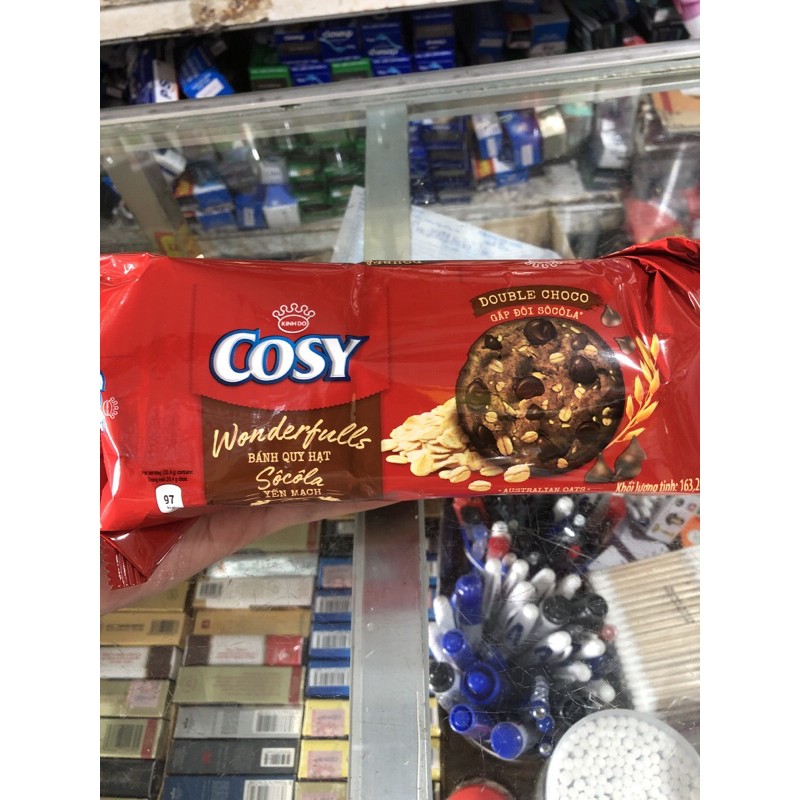 DOUBLE CHOCO
GẤP ĐÔI SÔCÔLA*
KINH DO
COSY
Wonderfulls
BÁNH QUY HẠT
Sôcôla
YẾN MẠCH
97
• AUSTRALIAN OATS •
Khối lượng tịnh: 163,2